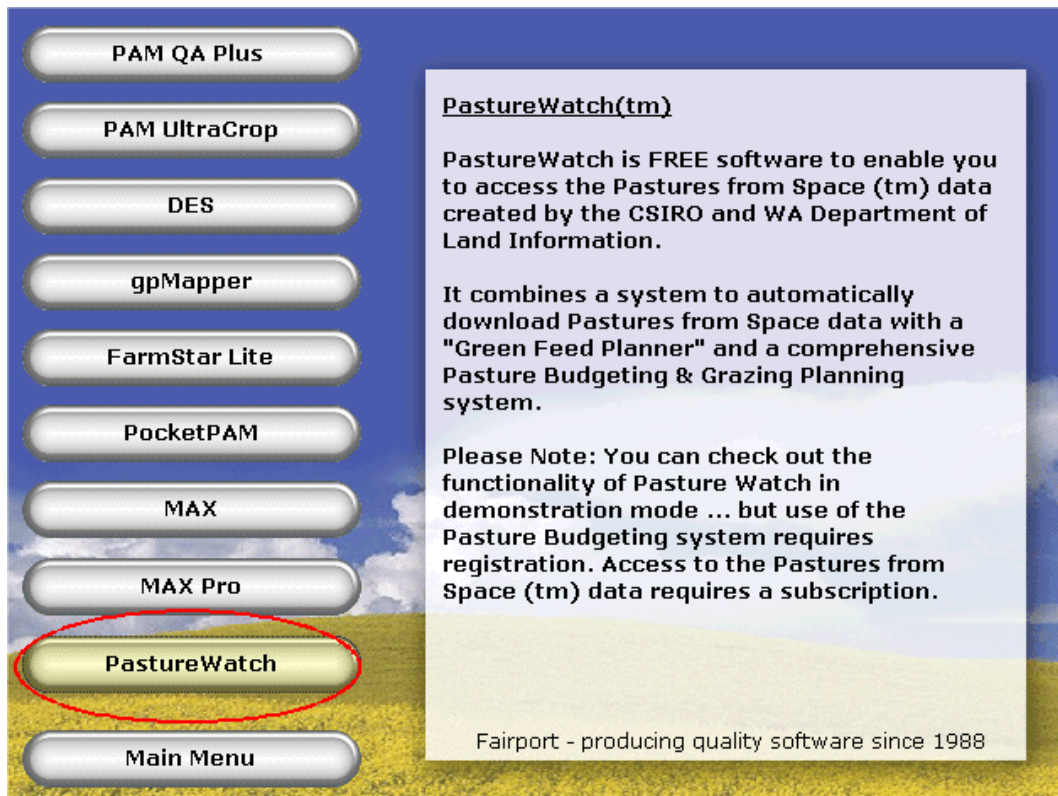 PAM QA Plus
PAM UltraCrop
DES
gpMapper
FarmStar Lite
PocketPAM
MAX
MAX Pro
PastureWatch
Main Menu
PastureWatch(tm)
PastureWatch is FREE software to enable you
to access the Pastures from Space (tm) data
created by the CSIRO and WA Department of
Land Information.
It combines a system to automatically
download Pastures from Space data with a
"Green Feed Planner" and a comprehensive
Pasture Budgeting & Grazing Planning
system.
Please Note: You can check out the
functionality of Pasture Watch in
demonstration mode ... but use of the
Pasture Budgeting system requires
registration. Access to the Pastures from
Space (tm) data requires a subscription.
Fairport - producing quality software since 1988